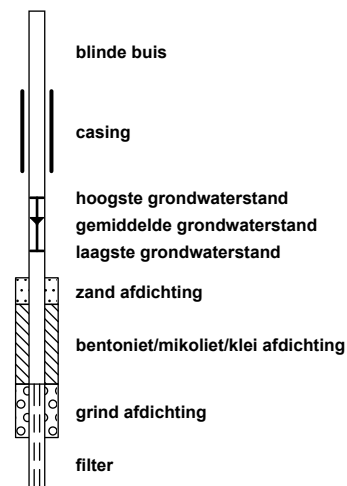 blinde buis
casing
hoogste grondwaterstand
gemiddelde grondwaterstand
laagste grondwaterstand
zand afdichting
bentoniet/mikoliet/klei afdichting
grind afdichting
filter